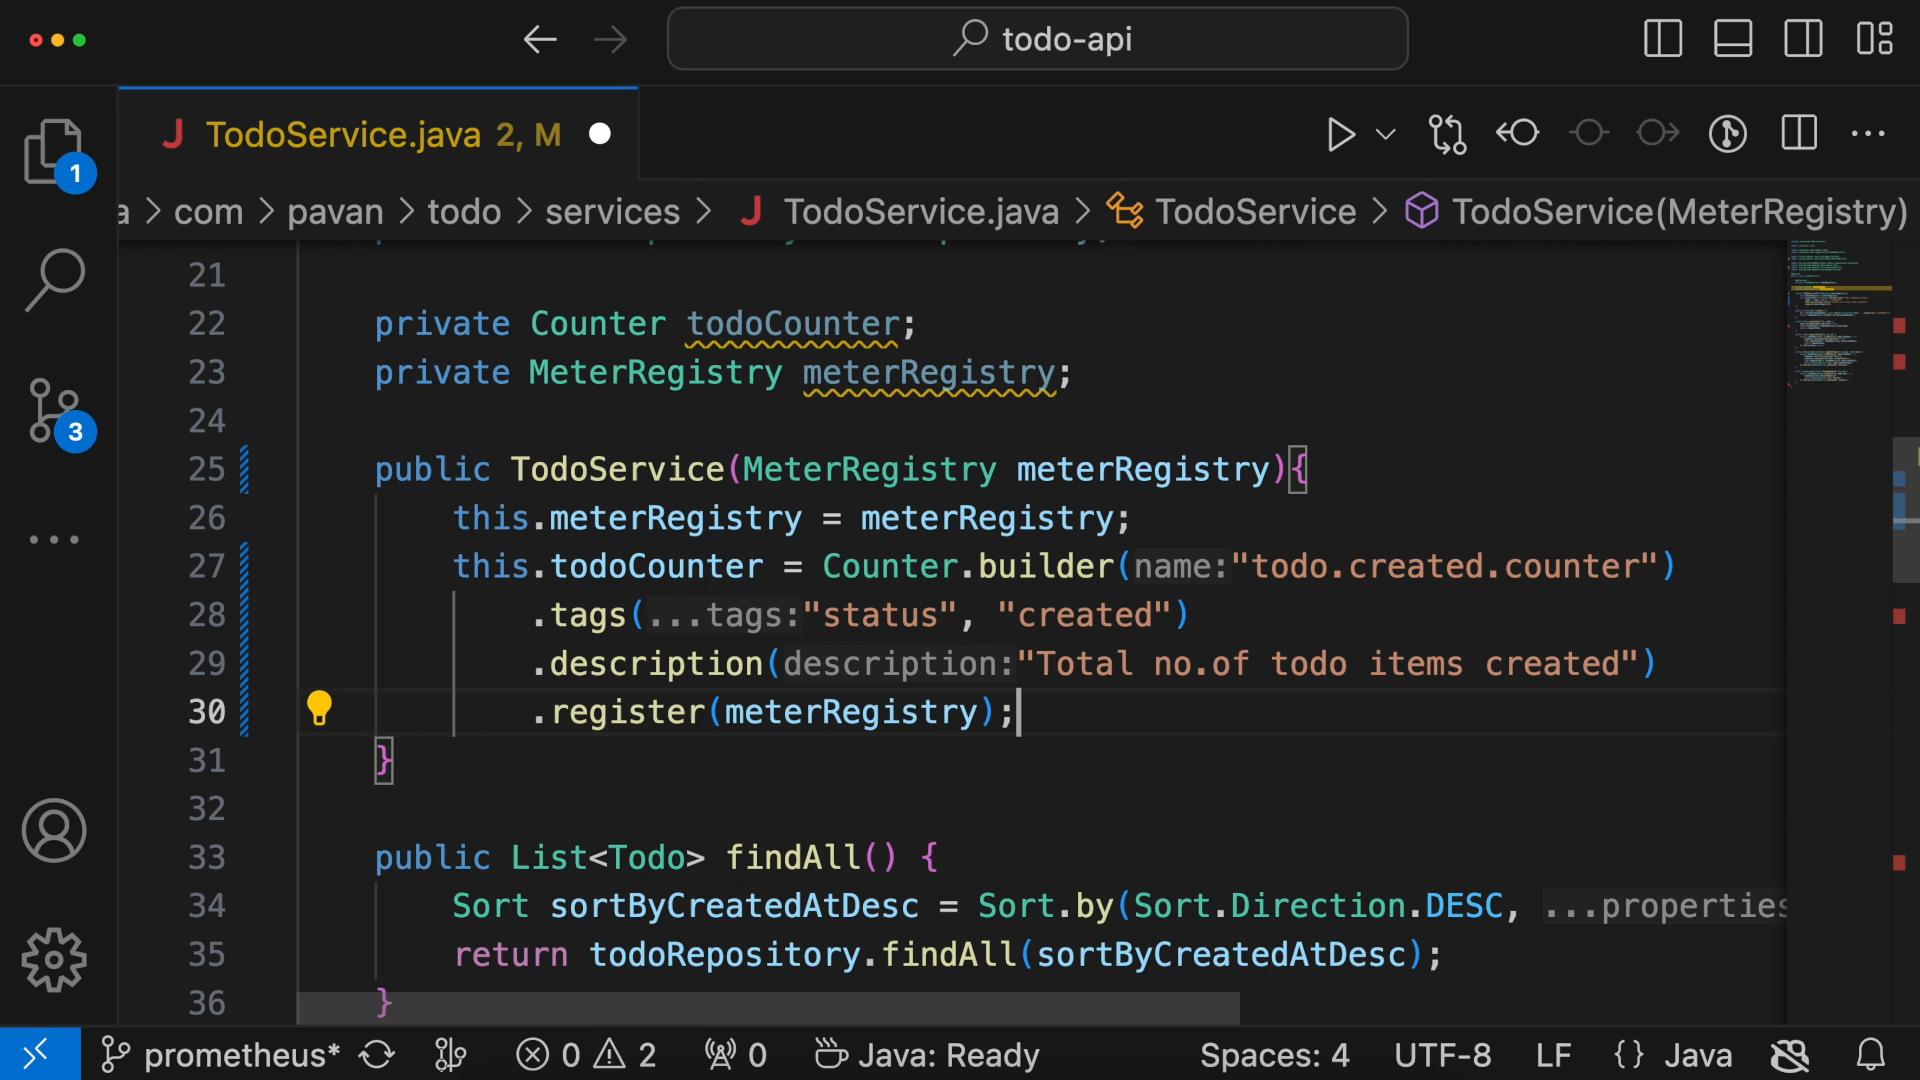 todo-api
J TodoService.java 2, M
1
a > com > pavan > todo > services > J TodoService.java > TodoService > TodoService(MeterRegistry)
21
22 private Counter todoCounter;
23 private MeterRegistry meterRegistry;
24
25 public TodoService(MeterRegistry meterRegistry){
26 this.meterRegistry = meterRegistry;
3
27 this.todoCounter = Counter.builder(name:"todo.created.counter")
28 .tags(...tags:"status", "created")
29 .description(description:"Total no.of todo items created")
30 .register(meterRegistry);
31 }
32
33 public List<Todo> findAll() {
34 Sort sortByCreatedAtDesc = Sort.by(Sort.Direction.DESC, ...properties
35 return todoRepository.findAll(sortByCreatedAtDesc);
36 }
prometheus* 0 2 0 Java: Ready Spaces: 4 UTF-8 LF {} Java